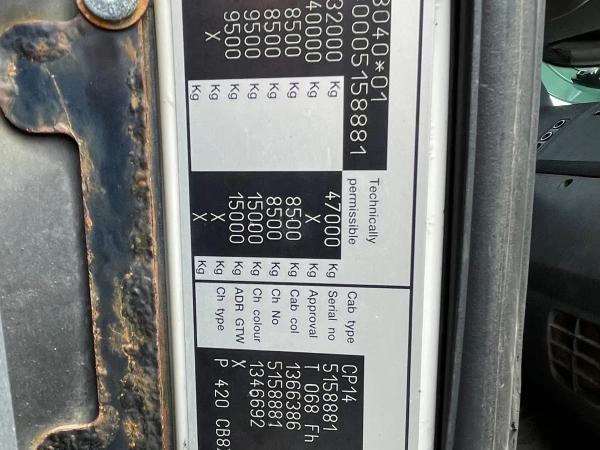 3040*01
00005158881
Technically
permissible
32000 Kg 47000 Kg
40000 Kg X Kg
8500 Kg 8500 Kg
8500 Kg 8500 Kg
9500 Kg 15000 Kg
9500 Kg 15000 Kg
X Kg X Kg
Cab type CP14
Serial no 5158881
Approval T 068 Fh
Cab col 1366386
Ch No 5158881
Ch colour 1346692
ADR GTW X
Ch type P 420 CB8